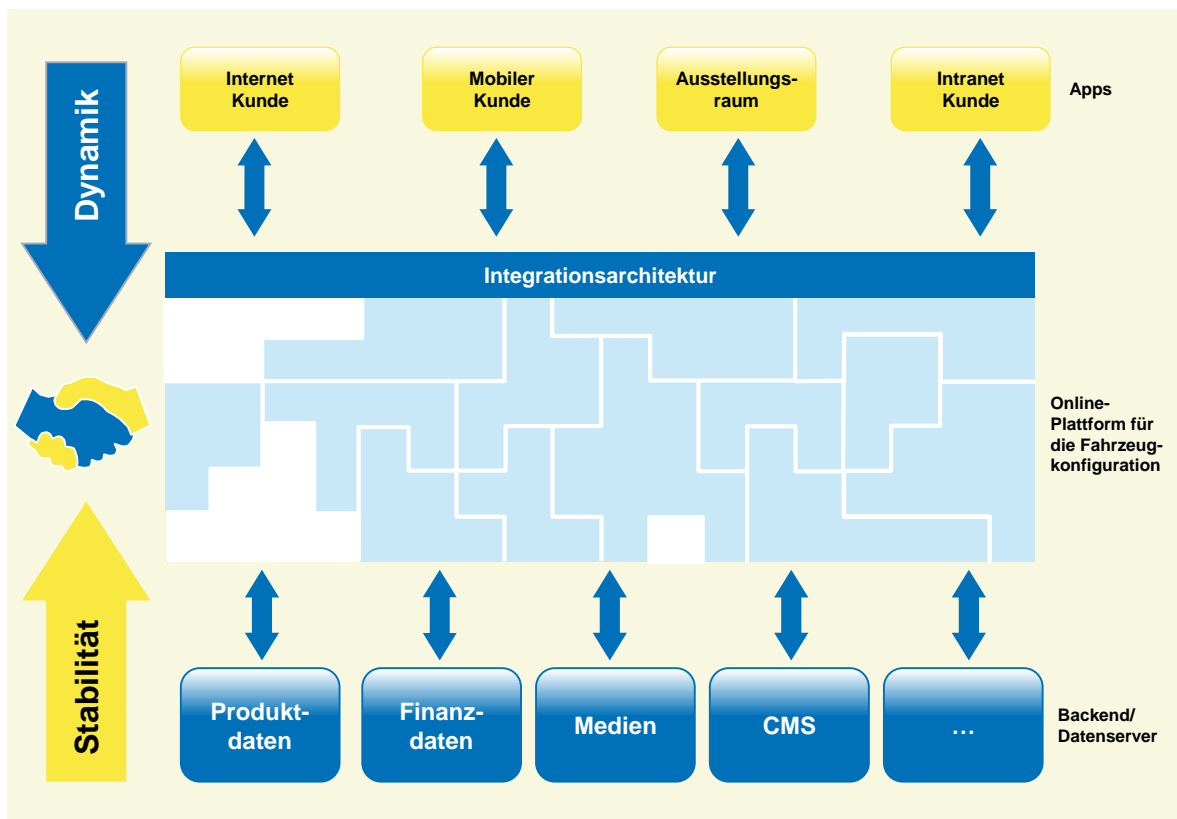 Dynamik
Internet
Kunde
Mobiler
Kunde
Ausstellungs-
raum
Intranet
Kunde
Apps
Integrationsarchitektur
Online-
Plattform für
die Fahrzeug-
konfiguration
Stabilität
Produkt-
daten
Finanz-
daten
Medien
CMS
...
Backend/
Datenserver